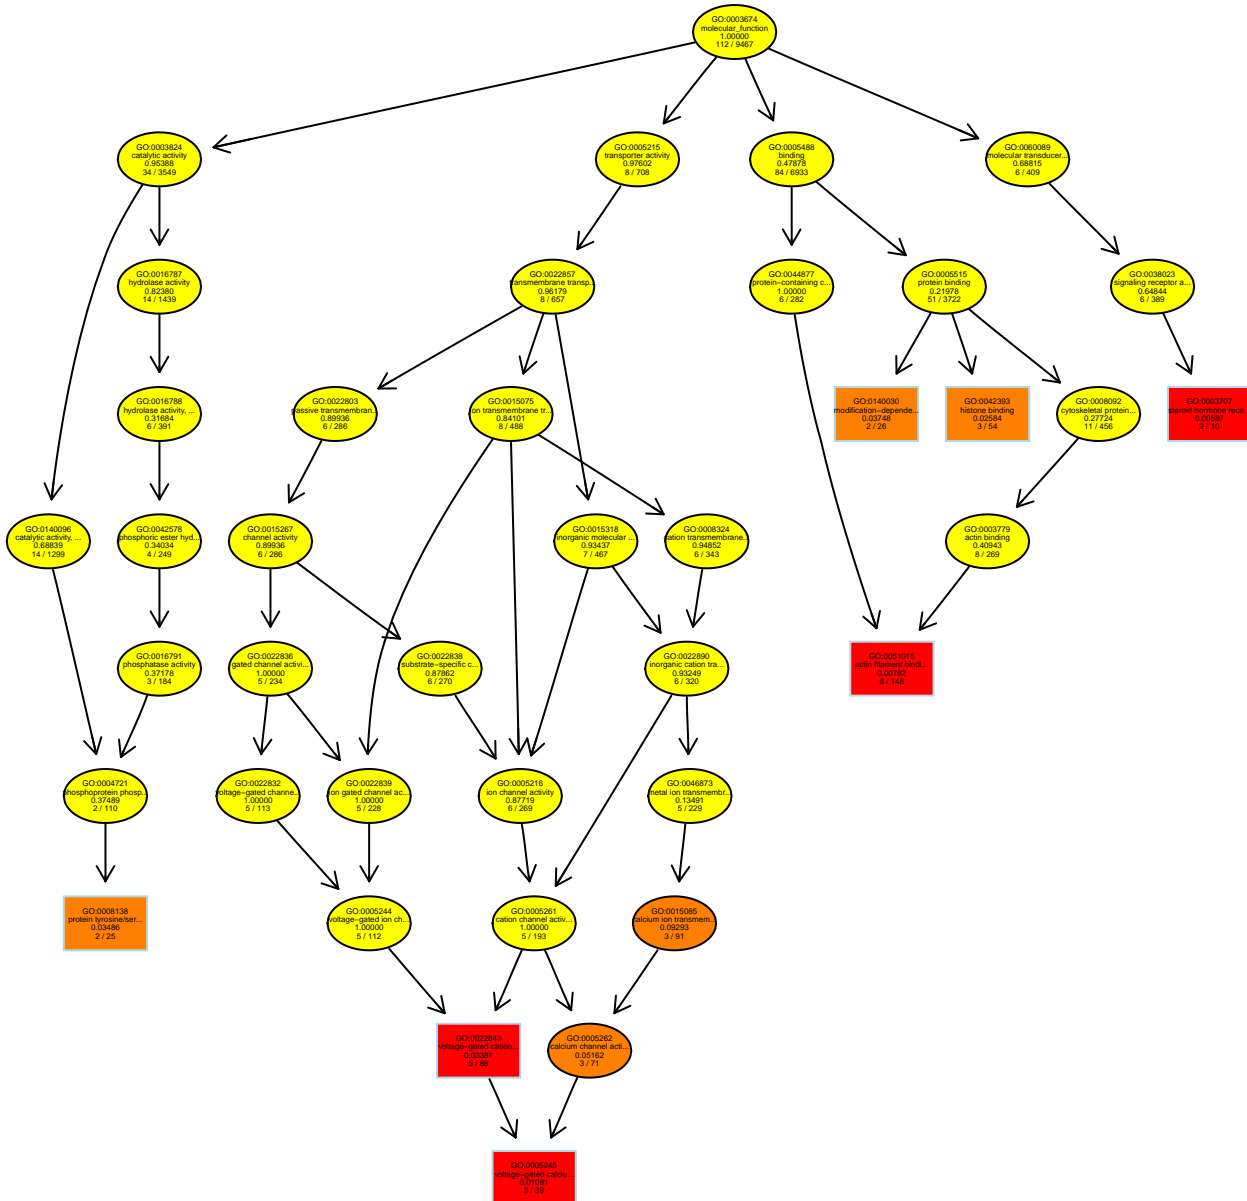 GO:0003674
molecular_function
1.00000
112 / 9467
GO:0003824
catalytic activity
0.95388
34 / 3549
GO:0005215
transporter activity
0.97602
8 / 708
GO:0005488
binding
0.47878
84 / 6933
GO:0060089
molecular transducer...
0.68815
6 / 409
GO:0016787
hydrolase activity
0.82380
14 / 1439
GO:0022857
transmembrane transp...
0.96179
8 / 657
GO:0044877
protein−containing c...
1.00000
6 / 282
GO:0005515
protein binding
0.21978
51 / 3722
GO:0038023
signaling receptor a...
0.64844
6 / 389
GO:0016788
hydrolase activity, ...
0.31684
6 / 391
GO:0022803
passive transmembran...
0.89936
6 / 286
GO:0015075
ion transmembrane tr...
0.84101
8 / 488
GO:0140030
modification−depende...
0.03748
2 / 26
GO:0042393
histone binding
0.02584
3 / 54
GO:0008092
cytoskeletal protein...
0.27724
11 / 456
GO:0003707
steroid hormone rece...
0.00587
2 / 10
GO:0140096
catalytic activity, ...
0.68839
14 / 1299
GO:0042578
phosphoric ester hyd...
0.34034
4 / 249
GO:0015267
channel activity
0.89936
6 / 286
GO:0015318
inorganic molecular ...
0.93437
7 / 467
GO:0008324
cation transmembrane...
0.94852
6 / 343
GO:0003779
actin binding
0.40943
8 / 269
GO:0016791
phosphatase activity
0.37178
3 / 184
GO:0022836
gated channel activi...
1.00000
5 / 234
GO:0022838
substrate−specific c...
0.87862
6 / 270
GO:0022890
inorganic cation tra...
0.93249
6 / 320
GO:0051015
actin filament bindi...
0.00762
6 / 146
GO:0004721
phosphoprotein phosp...
0.37489
2 / 110
GO:0022832
voltage−gated channe...
1.00000
5 / 113
GO:0022839
ion gated channel ac...
1.00000
5 / 228
GO:0005216
ion channel activity
0.87719
6 / 269
GO:0046873
metal ion transmembr...
0.13491
5 / 229
GO:0008138
protein tyrosine/ser...
0.03486
2 / 25
GO:0005244
voltage−gated ion ch...
1.00000
5 / 112
GO:0005261
cation channel activ...
1.00000
5 / 193
GO:0015085
calcium ion transmem...
0.09293
3 / 91
GO:0022843
voltage−gated cation...
0.00381
5 / 88
GO:0005262
calcium channel acti...
0.05162
3 / 71
GO:0005245
voltage−gated calciu...
0.01081
3 / 39